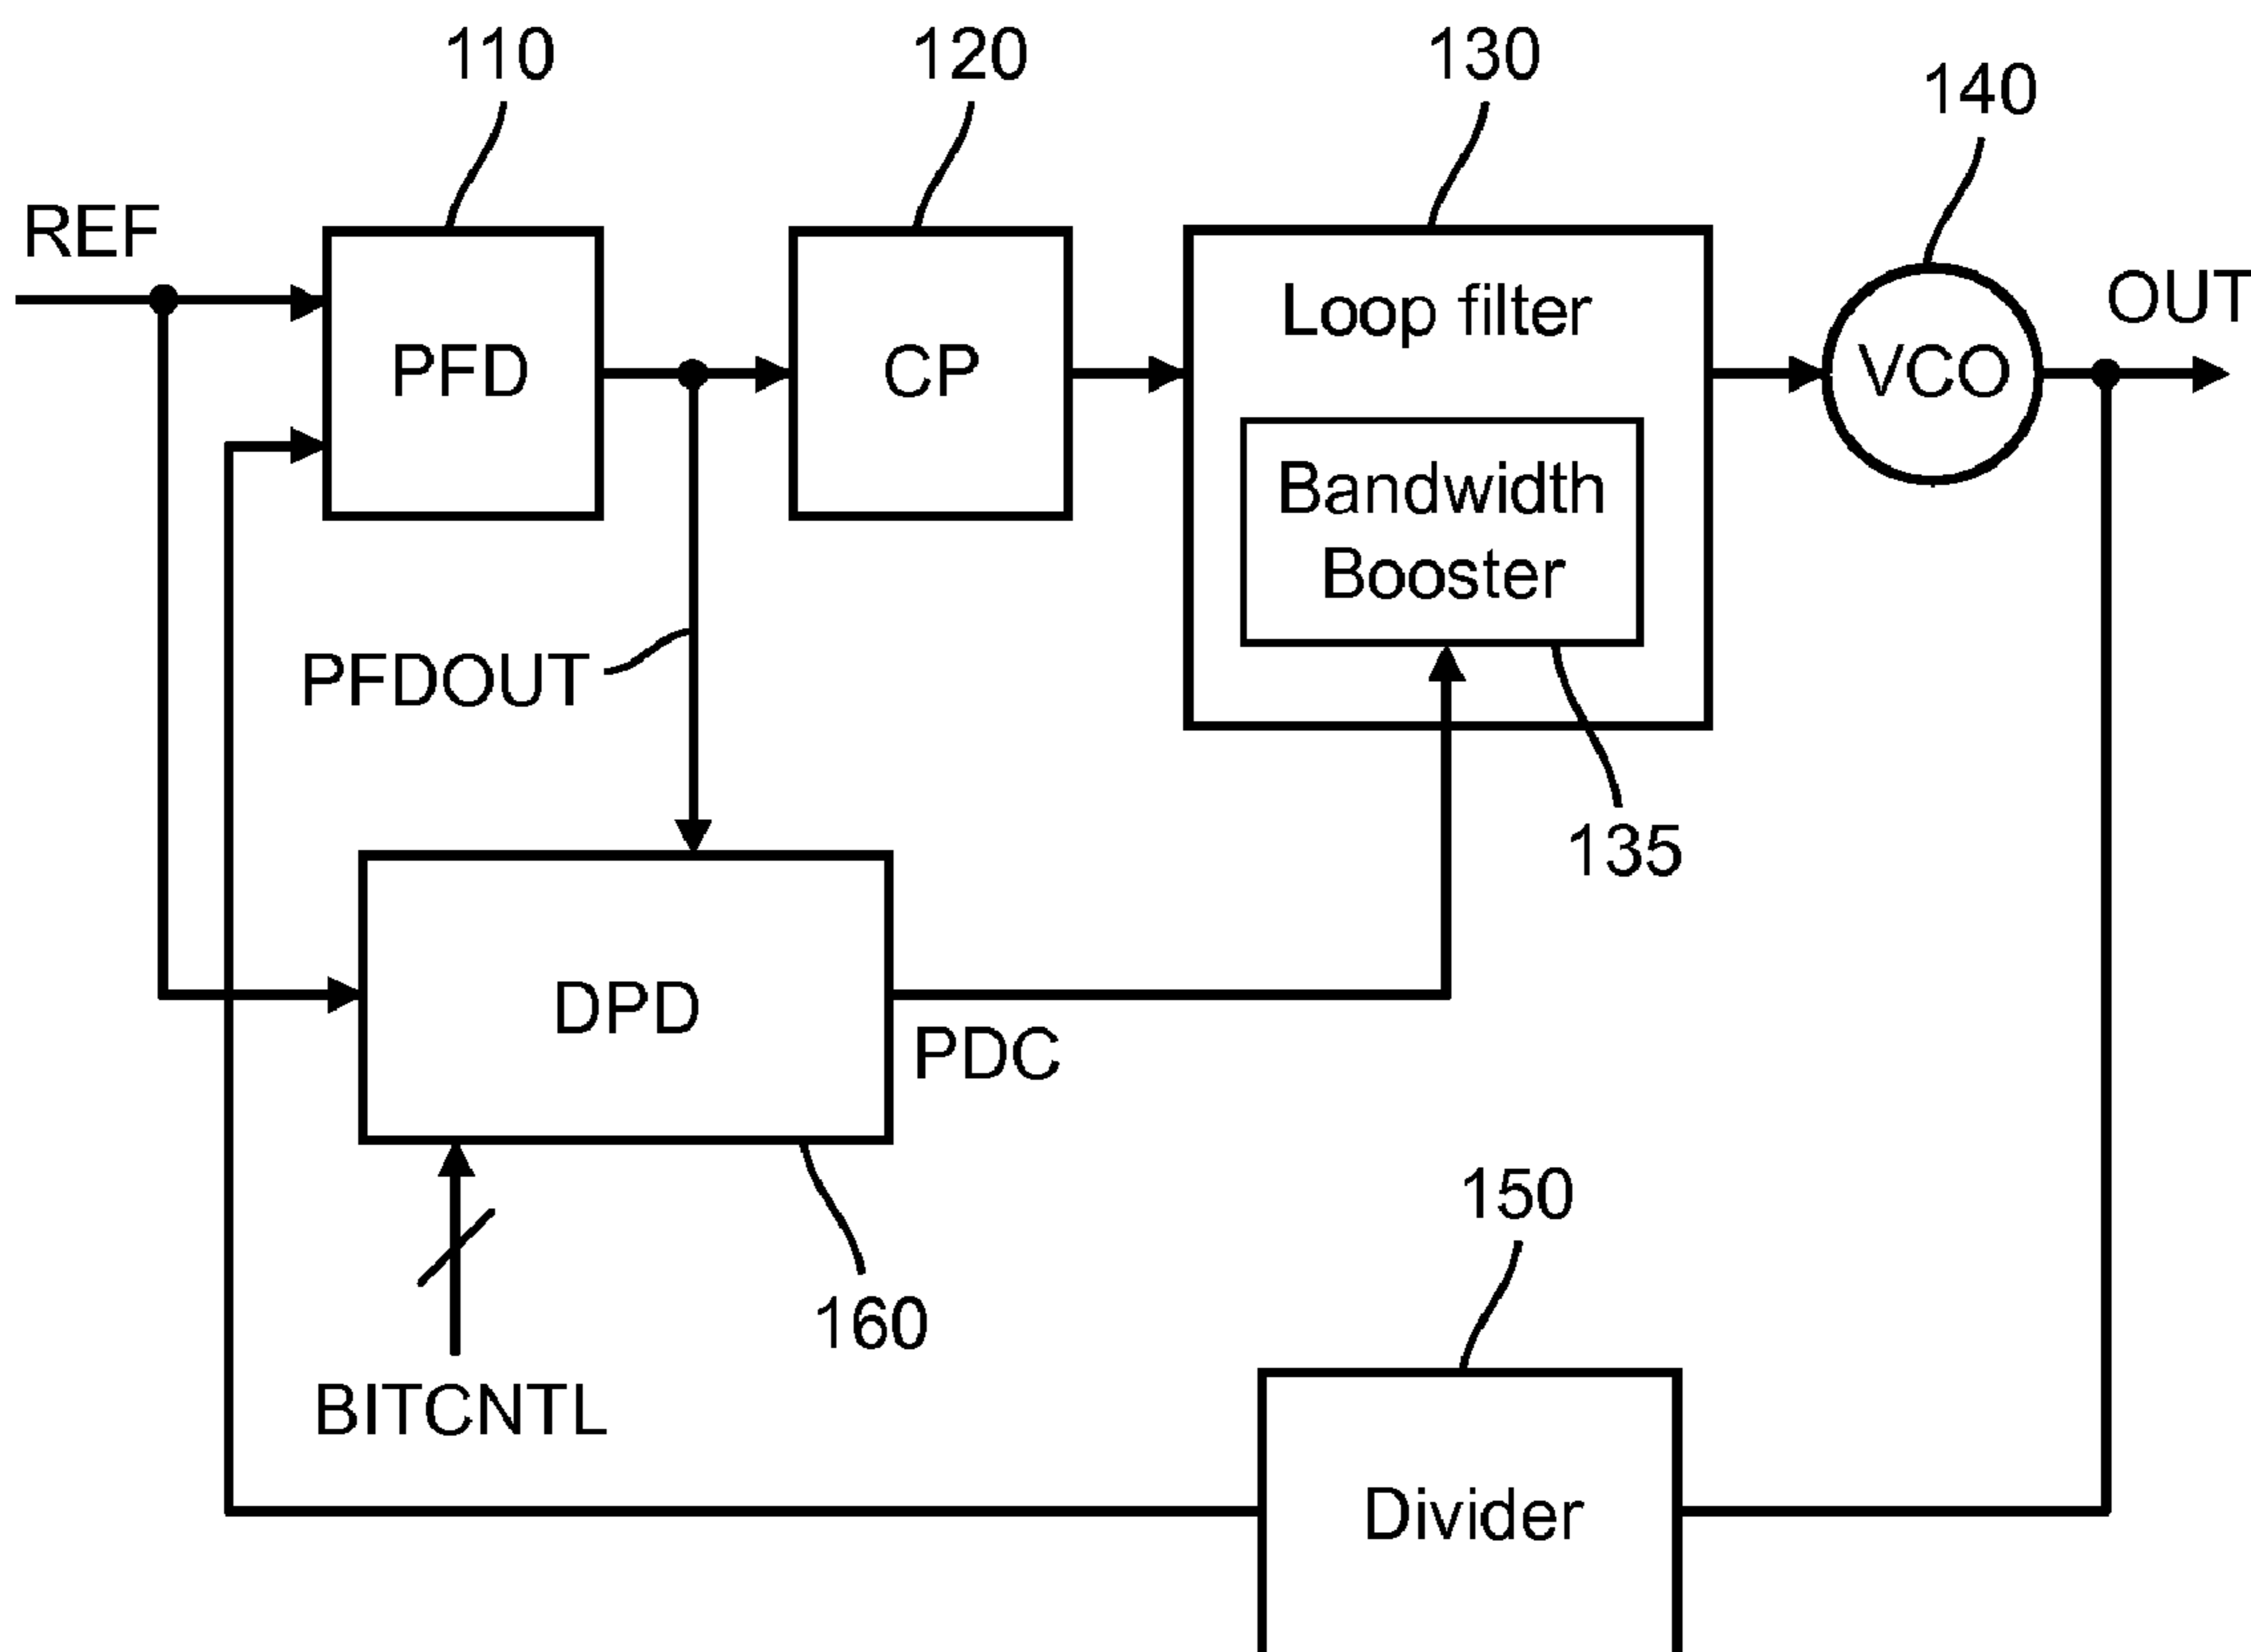 110
120
130
140
REF
OUT
PFD
CP
Loop filter
VCO
Bandwidth
Booster
PFDOUT
135
DPD
PDC
150
160
BITCNTL
Divider